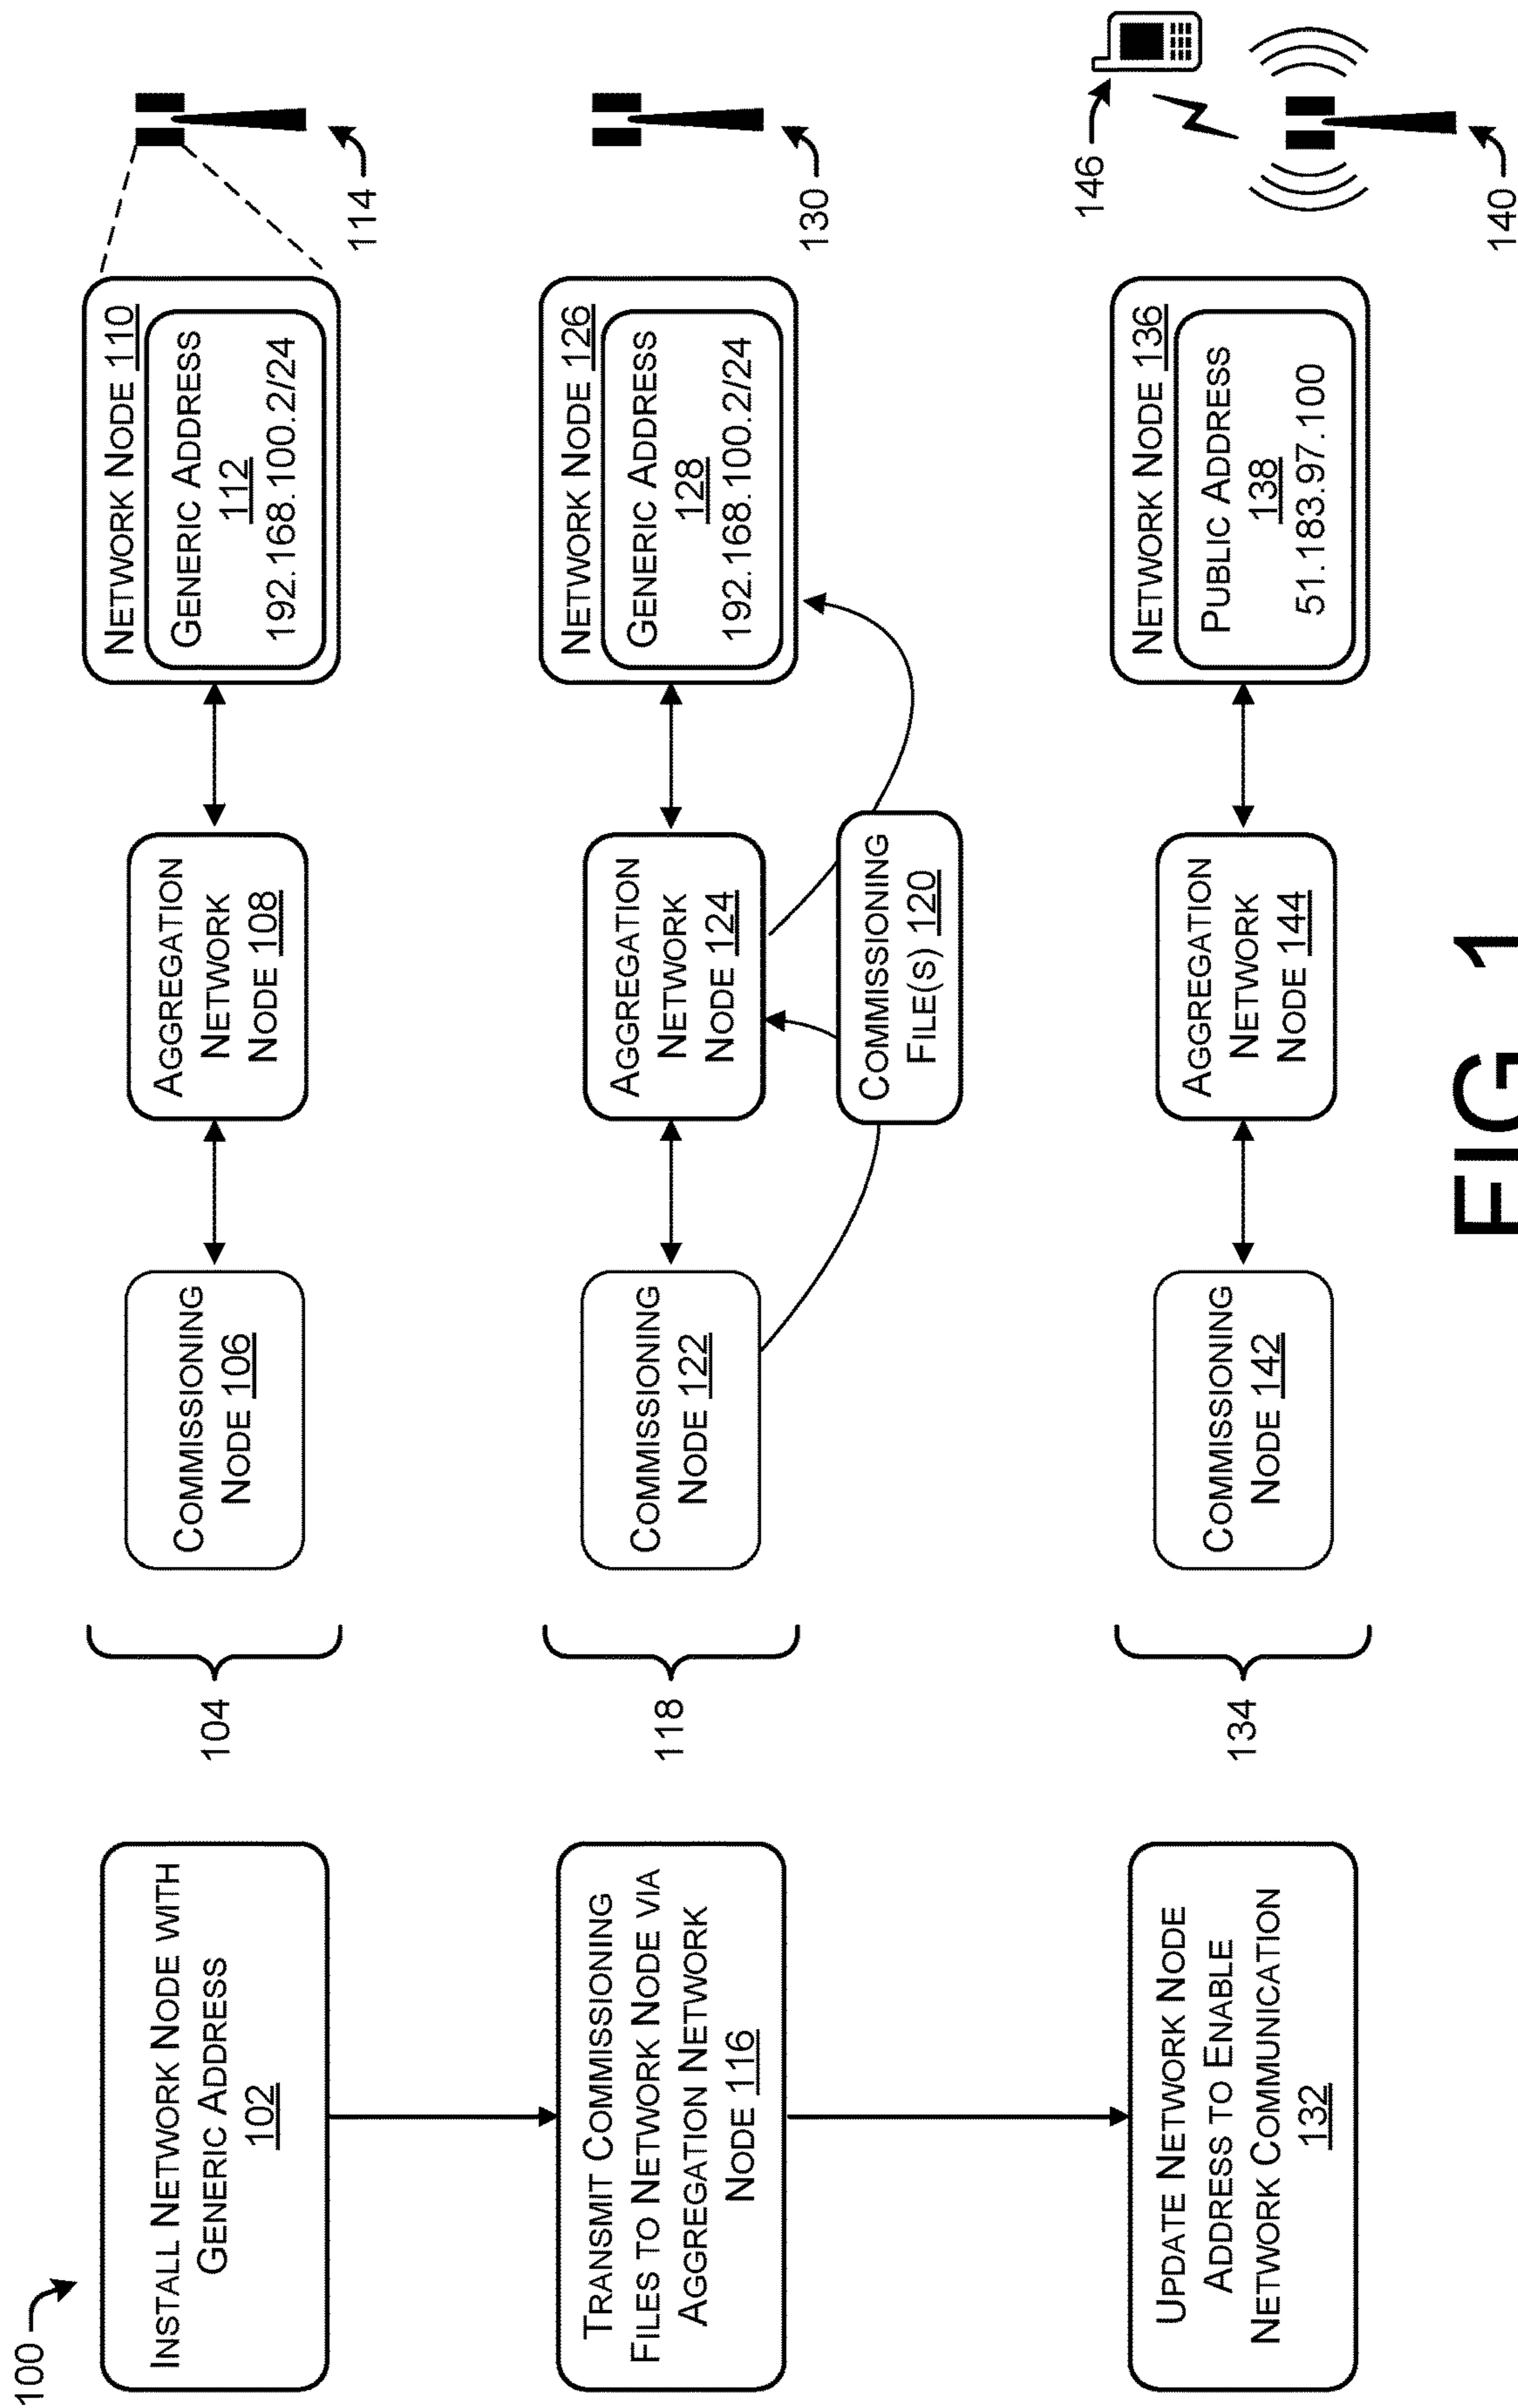 100
INSTALL NETWORK NODE WITH
GENERIC ADDRESS
102
104
COMMISSIONING
NODE 106
AGGREGATION
NETWORK
NODE 108
NETWORK NODE 110
GENERIC ADDRESS
112
192.168.100.2/24
114
TRANSMIT COMMISSIONING
FILES TO NETWORK NODE VIA
AGGREGATION NETWORK
NODE 116
118
COMMISSIONING
NODE 122
AGGREGATION
NETWORK
NODE 124
COMMISSIONING
FILE(S) 120
NETWORK NODE 126
GENERIC ADDRESS
128
192.168.100.2/24
130
UPDATE NETWORK NODE
ADDRESS TO ENABLE
NETWORK COMMUNICATION
132
134
COMMISSIONING
NODE 142
AGGREGATION
NETWORK
NODE 144
NETWORK NODE 136
PUBLIC ADDRESS
138
51.183.97.100
146
140
FIG. 1